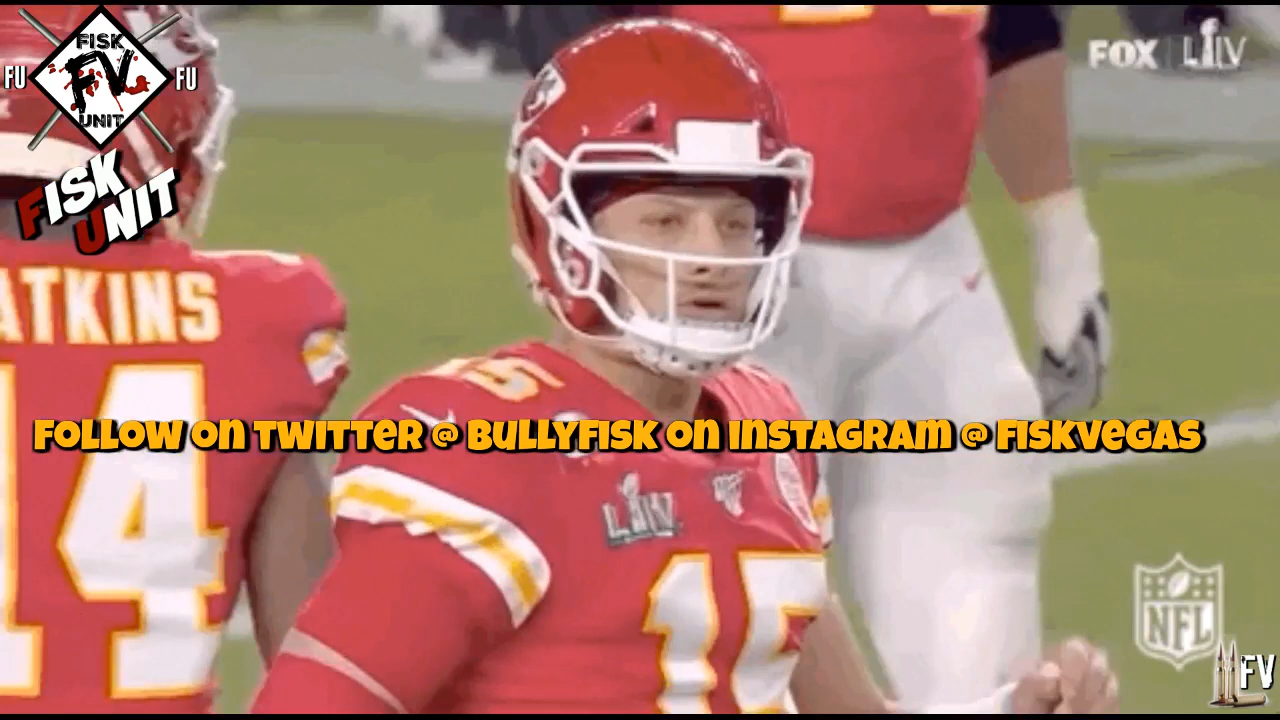 FISK
FV
UNIT
FU
FU
FISK
UNIT
FOX LIV
ATKINS
14
15
FOLLOW ON TWITTER @ BULLYFISK ON INSTAGRAM @ FISKVEGAS
LIV
15
NFL
FV